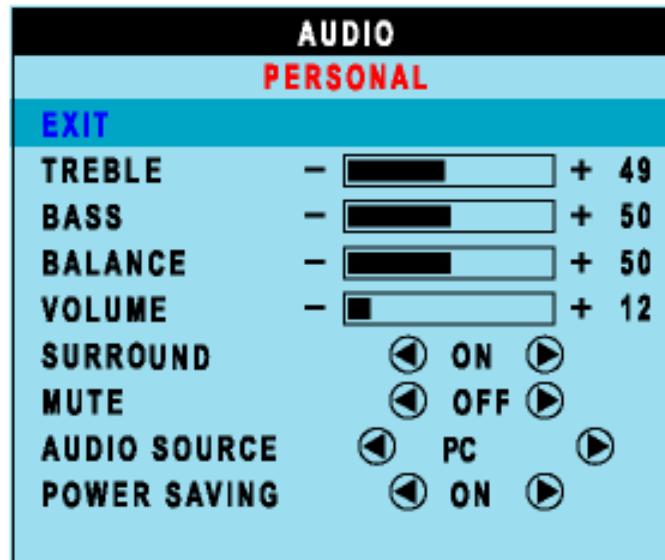 AUDIO
PERSONAL
EXIT
TREBLE - + 49
BASS - + 50
BALANCE - + 50
VOLUME - + 12
SURROUND ON
MUTE OFF
AUDIO SOURCE PC
POWER SAVING ON